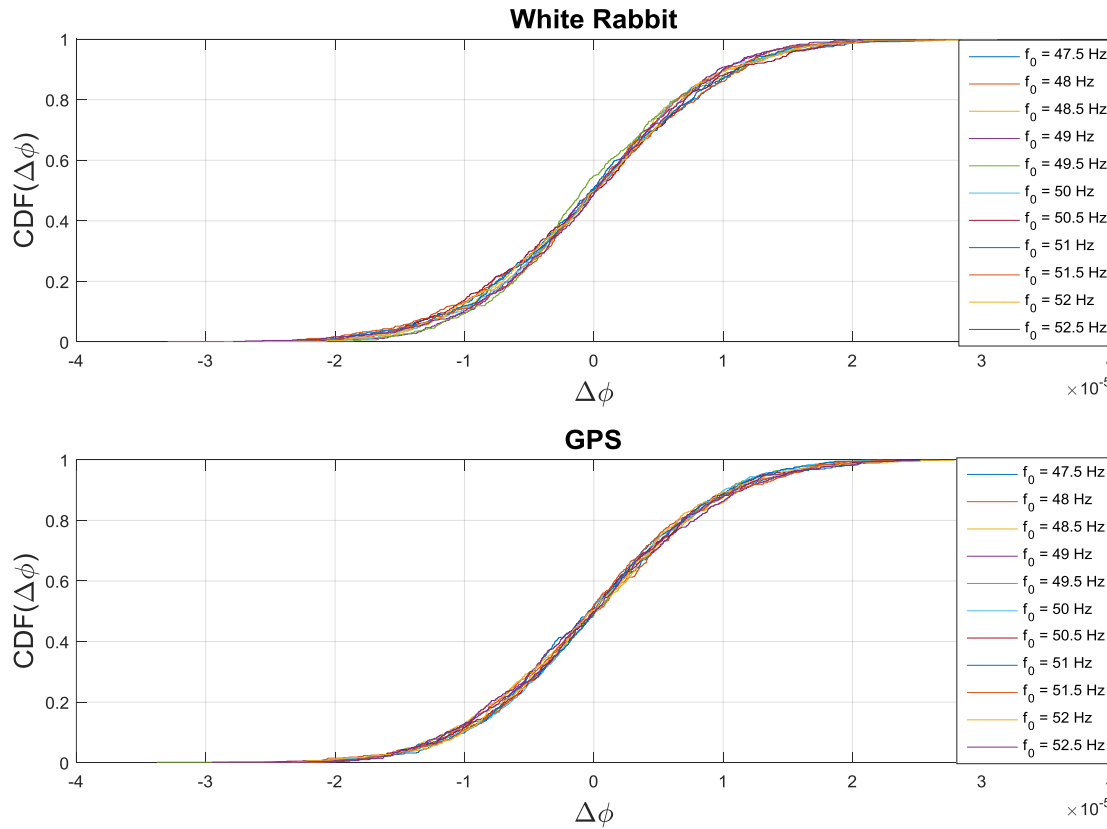 White Rabbit
CDF(Δϕ)
1
0.8
0.6
0.4
0.2
0
-4 -3 -2 -1 0 1 2 3
Δϕ
×10⁻⁵
f₀ = 47.5 Hz
f₀ = 48 Hz
f₀ = 48.5 Hz
f₀ = 49 Hz
f₀ = 49.5 Hz
f₀ = 50 Hz
f₀ = 50.5 Hz
f₀ = 51 Hz
f₀ = 51.5 Hz
f₀ = 52 Hz
f₀ = 52.5 Hz
GPS
CDF(Δϕ)
1
0.8
0.6
0.4
0.2
0
-4 -3 -2 -1 0 1 2 3
Δϕ
×10⁻⁵
f₀ = 47.5 Hz
f₀ = 48 Hz
f₀ = 48.5 Hz
f₀ = 49 Hz
f₀ = 49.5 Hz
f₀ = 50 Hz
f₀ = 50.5 Hz
f₀ = 51 Hz
f₀ = 51.5 Hz
f₀ = 52 Hz
f₀ = 52.5 Hz